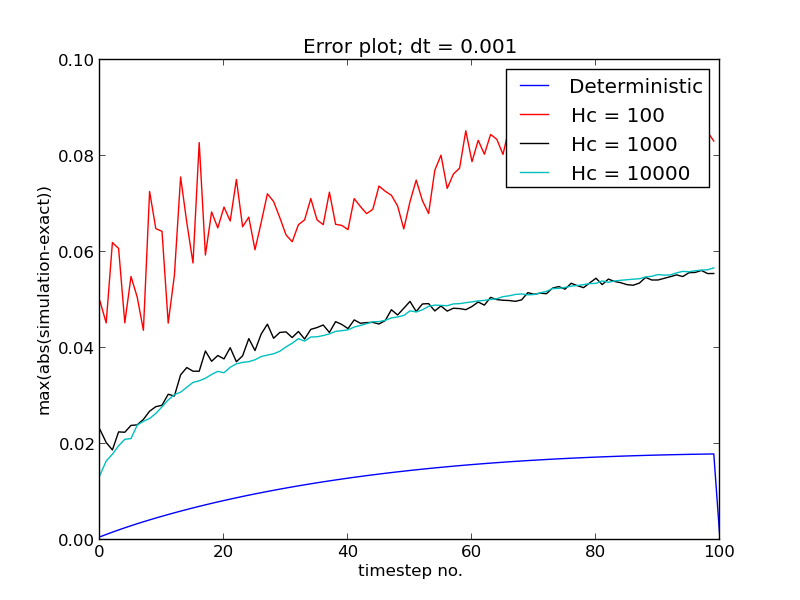 Error plot; dt = 0.001
max(abs(simulation-exact))
0.10
0.08
0.06
0.04
0.02
0.00
Deterministic
Hc = 100
Hc = 1000
Hc = 10000
0 20 40 60 80 100
timestep no.